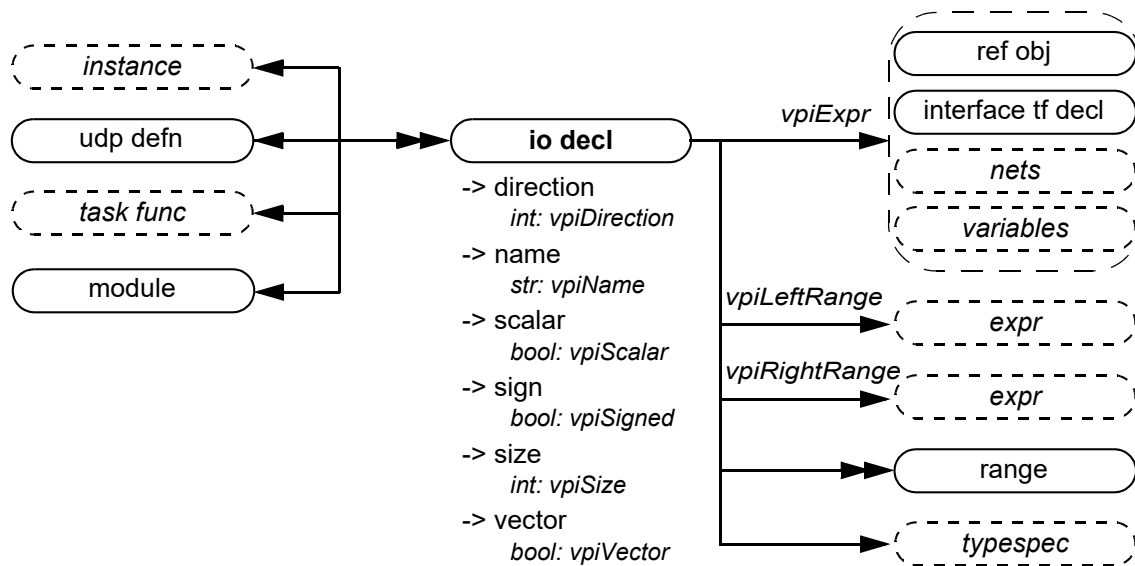 instance
udp defn
task func
module
io decl
-> direction
int: vpiDirection
-> name
str: vpiName
-> scalar
bool: vpiScalar
-> sign
bool: vpiSigned
-> size
int: vpiSize
-> vector
bool: vpiVector
vpiExpr
ref obj
interface tf decl
nets
variables
vpiLeftRange
expr
vpiRightRange
expr
range
typespec